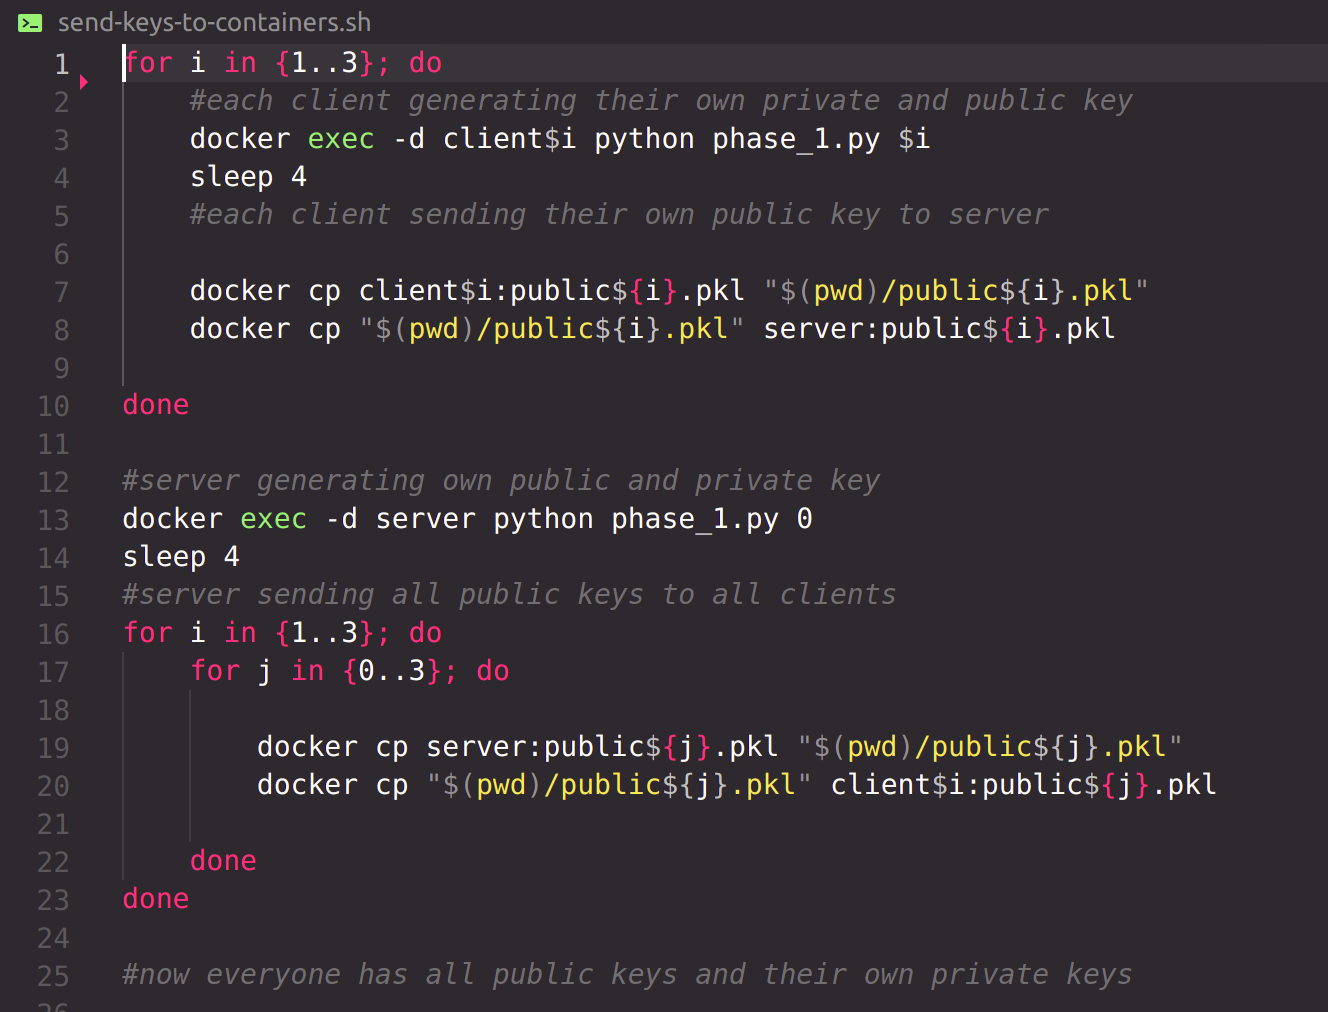 send-keys-to-containers.sh
1 for i in {1..3}; do
2 #each client generating their own private and public key
3 docker exec -d client$i python phase_1.py $i
4 sleep 4
5 #each client sending their own public key to server
6
7 docker cp client$i:public${i}.pkl "$(pwd)/public${i}.pkl"
8 docker cp "$(pwd)/public${i}.pkl" server:public${i}.pkl
9
10 done
11
12 #server generating own public and private key
13 docker exec -d server python phase_1.py 0
14 sleep 4
15 #server sending all public keys to all clients
16 for i in {1..3}; do
17 for j in {0..3}; do
18
19 docker cp server:public${j}.pkl "$(pwd)/public${j}.pkl"
20 docker cp "$(pwd)/public${j}.pkl" client$i:public${j}.pkl
21
22 done
23 done
24
25 #now everyone has all public keys and their own private keys